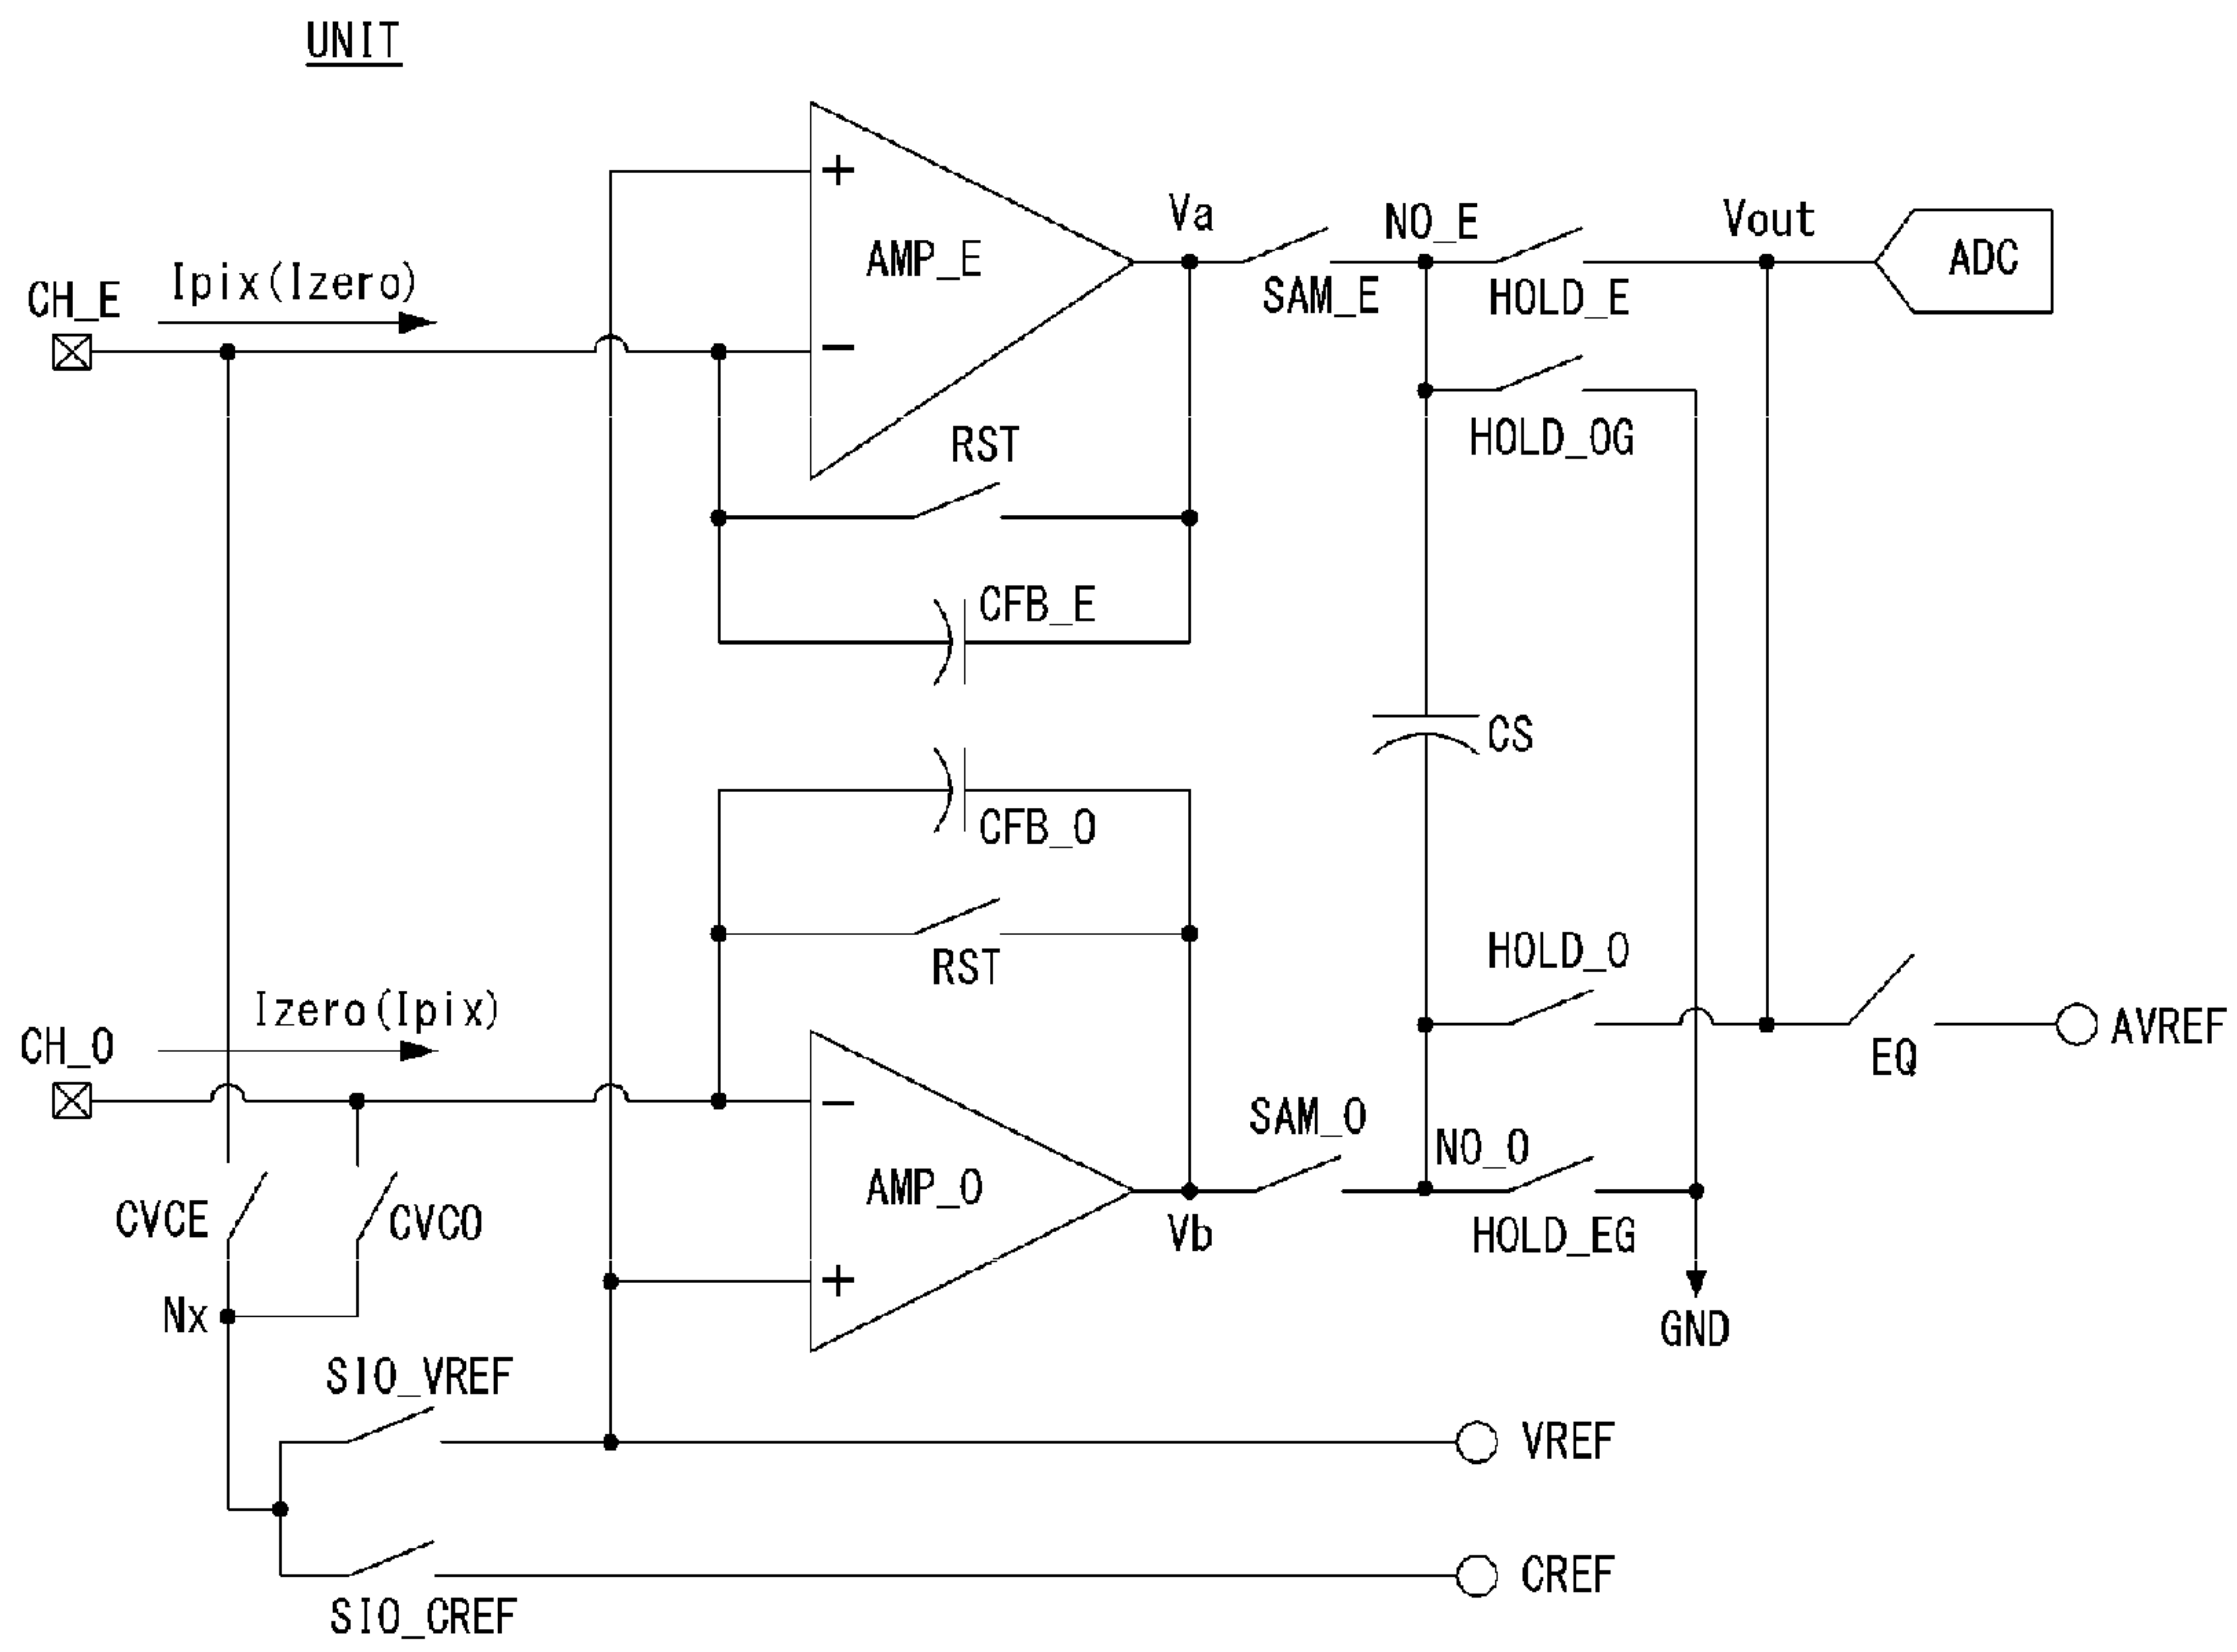 UNIT
+
Va
NO_E
Vout
AMP_E
ADC
Ipix(Izero)
CH_E
SAM_E
HOLD_E
−
RST
HOLD_OG
CFB_E
CS
CFB_O
HOLD_O
RST
Izero(Ipix)
CH_O
AVREF
EQ
−
SAM_O
NO_O
AMP_O
CVCE
CVCO
Vb
HOLD_EG
+
Nx
GND
SIO_VREF
VREF
CREF
SIO_CREF